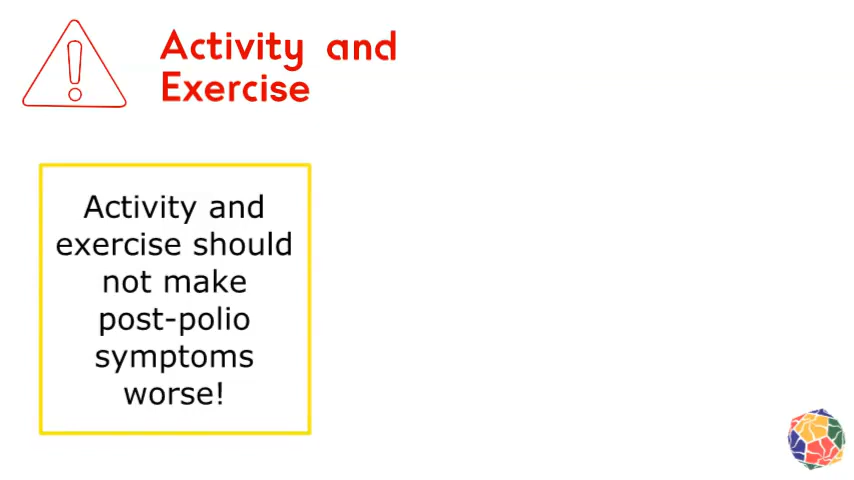 Activity and
Exercise
Activity and
exercise should
not make
post-polio
symptoms
worse!